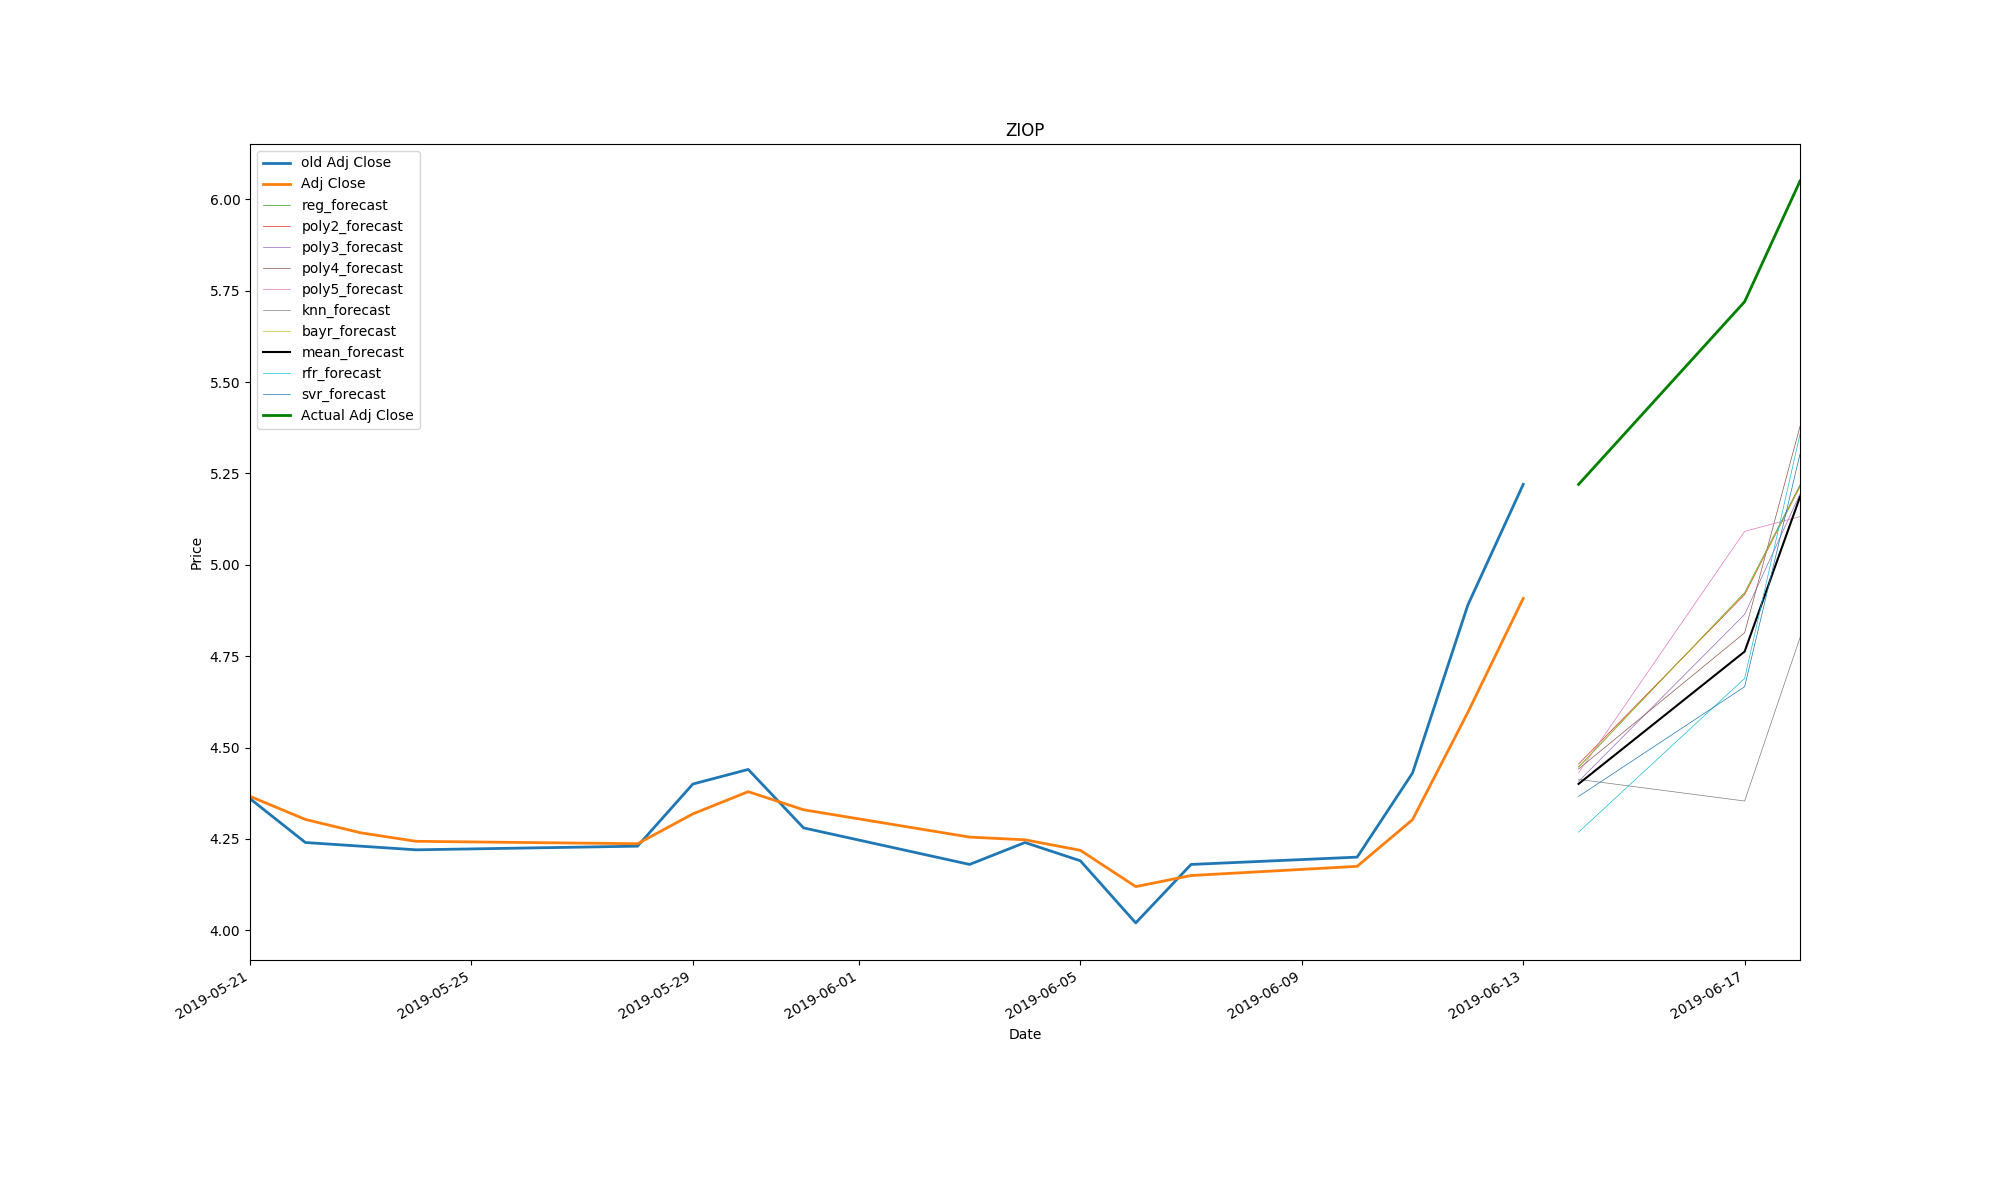 ZIOP
old Adj Close
Adj Close
reg_forecast
poly2_forecast
poly3_forecast
poly4_forecast
poly5_forecast
knn_forecast
bayr_forecast
mean_forecast
rfr_forecast
svr_forecast
Actual Adj Close
6.00
5.75
5.50
5.25
5.00
4.75
4.50
4.25
4.00
Price
2019-05-21
2019-05-25
2019-05-29
2019-06-01
2019-06-05
2019-06-09
2019-06-13
2019-06-17
Date